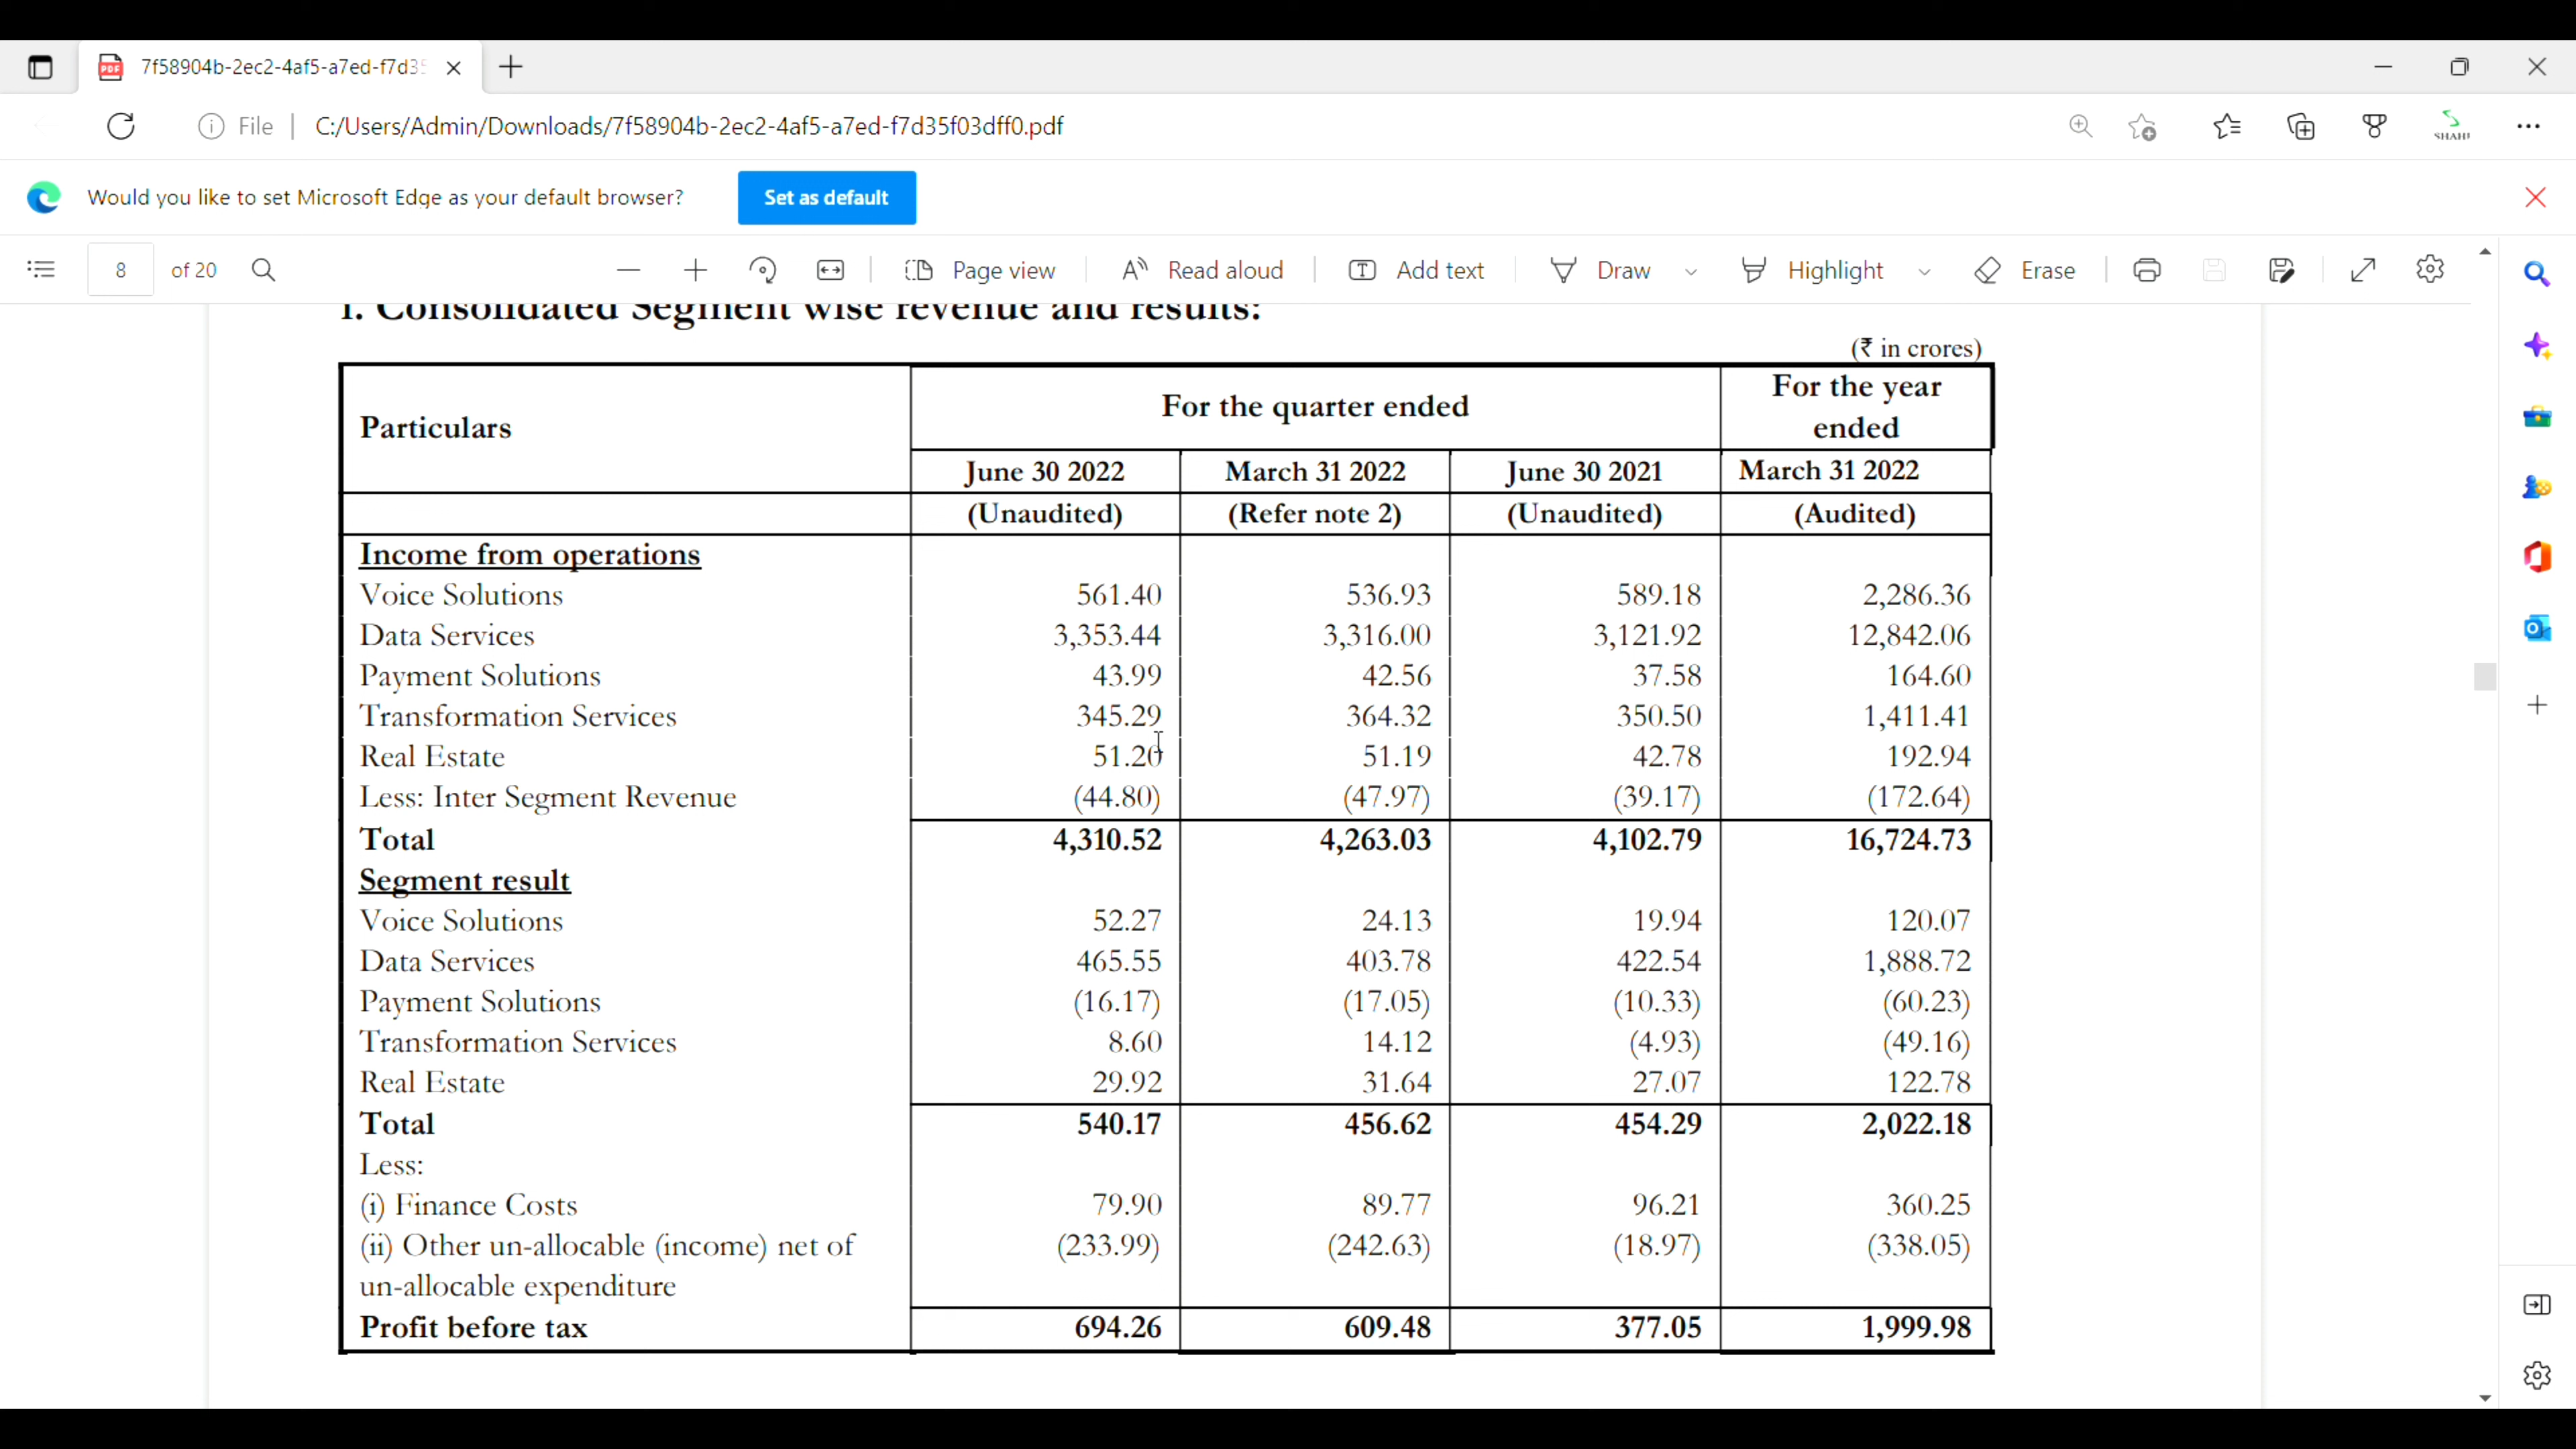 7f58904b-2ec2-4af5-a7ed-f7d35
File | C:/Users/Admin/Downloads/7f58904b-2ec2-4af5-a7ed-f7d35f03dff0.pdf
SHAHI
Would you like to set Microsoft Edge as your default browser? Set as default
8 of 20 Page view Read aloud Add text Draw Highlight Erase
1. Consolidated Segment wise revenue and results:
(₹ in crores)
Particulars For the quarter ended For the year ended
June 30 2022 March 31 2022 June 30 2021 March 31 2022
(Unaudited) (Refer note 2) (Unaudited) (Audited)
Income from operations
Voice Solutions 561.40 536.93 589.18 2,286.36
Data Services 3,353.44 3,316.00 3,121.92 12,842.06
Payment Solutions 43.99 42.56 37.58 164.60
Transformation Services 345.29 364.32 350.50 1,411.41
Real Estate 51.20 51.19 42.78 192.94
Less: Inter Segment Revenue (44.80) (47.97) (39.17) (172.64)
Total 4,310.52 4,263.03 4,102.79 16,724.73
Segment result
Voice Solutions 52.27 24.13 19.94 120.07
Data Services 465.55 403.78 422.54 1,888.72
Payment Solutions (16.17) (17.05) (10.33) (60.23)
Transformation Services 8.60 14.12 (4.93) (49.16)
Real Estate 29.92 31.64 27.07 122.78
Total 540.17 456.62 454.29 2,022.18
Less:
(i) Finance Costs 79.90 89.77 96.21 360.25
(ii) Other un-allocable (income) net of (233.99) (242.63) (18.97) (338.05)
un-allocable expenditure
Profit before tax 694.26 609.48 377.05 1,999.98